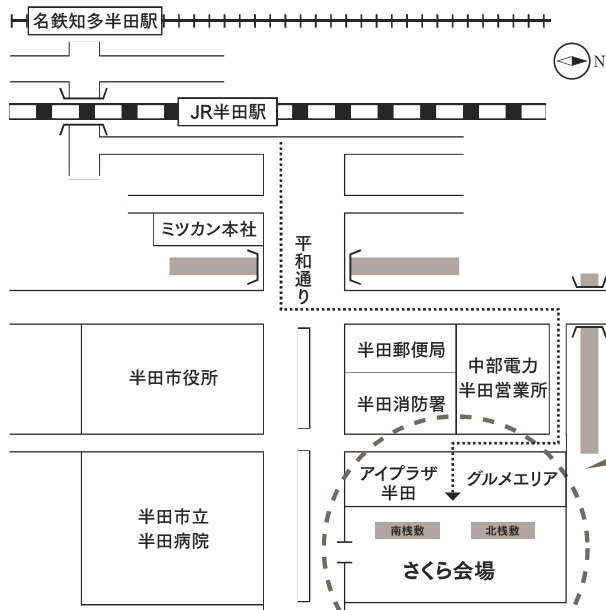 名鉄知多半田駅
N
JR半田駅
ミツカン本社
平和通り
半田市役所
半田郵便局
半田消防署
中部電力
半田営業所
アイプラザ
半田
グルメエリア
半田市立
半田病院
南桟敷
北桟敷
さくら会場